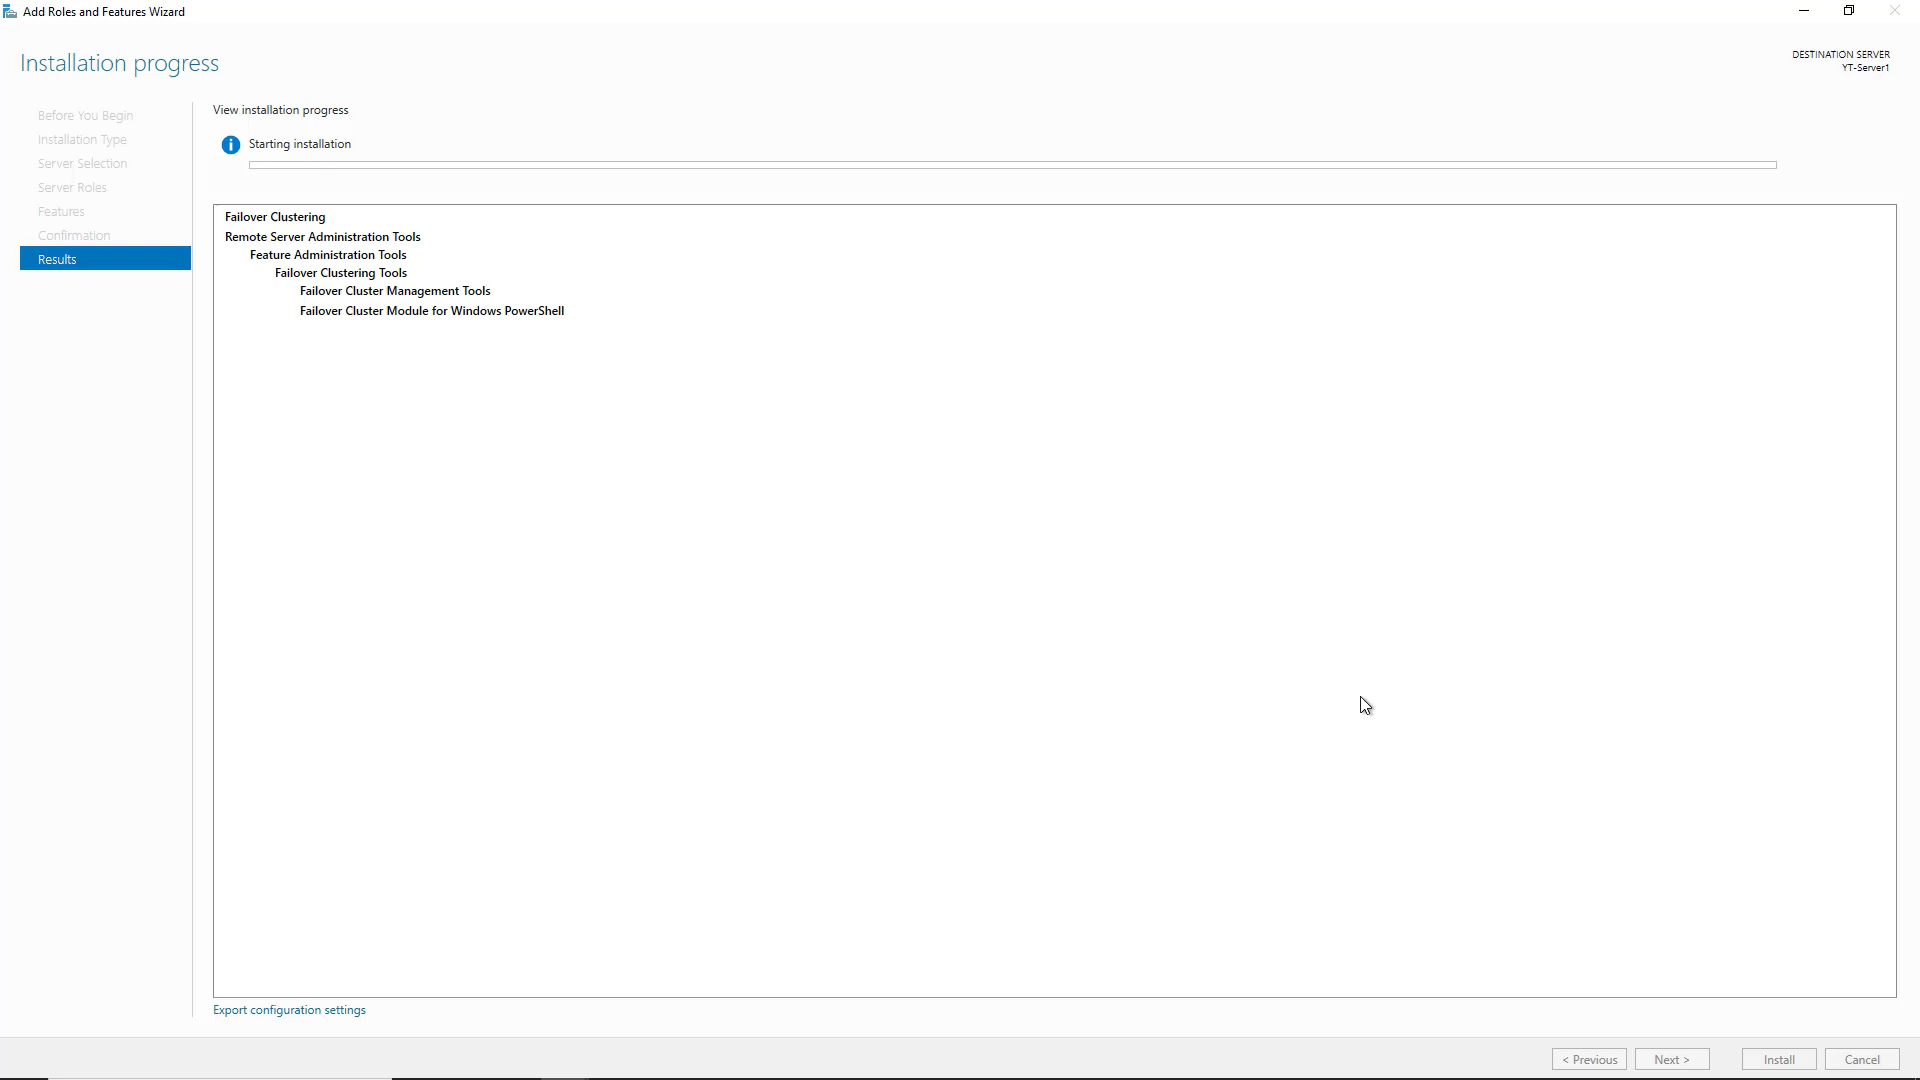 Add Roles and Features Wizard
Installation progress
DESTINATION SERVER
YT-Server1
Before You Begin
Installation Type
Server Selection
Server Roles
Features
Confirmation
Results
View installation progress
Starting installation
Failover Clustering
Remote Server Administration Tools
Feature Administration Tools
Failover Clustering Tools
Failover Cluster Management Tools
Failover Cluster Module for Windows PowerShell
Export configuration settings
< Previous
Next >
Install
Cancel